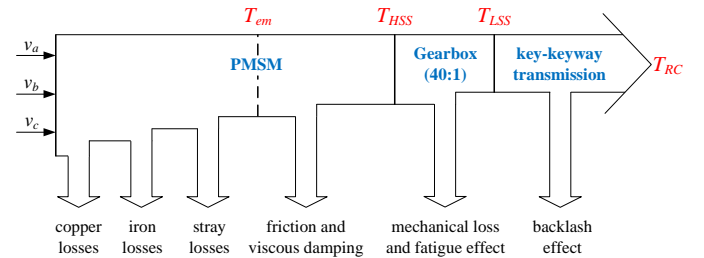 T_em
T_HSS
T_LSS
v_a
v_b
v_c
PMSM
Gearbox
(40:1)
key-keyway
transmission
T_RC
copper
losses
iron
losses
stray
losses
friction and
viscous damping
mechanical loss
and fatigue effect
backlash
effect